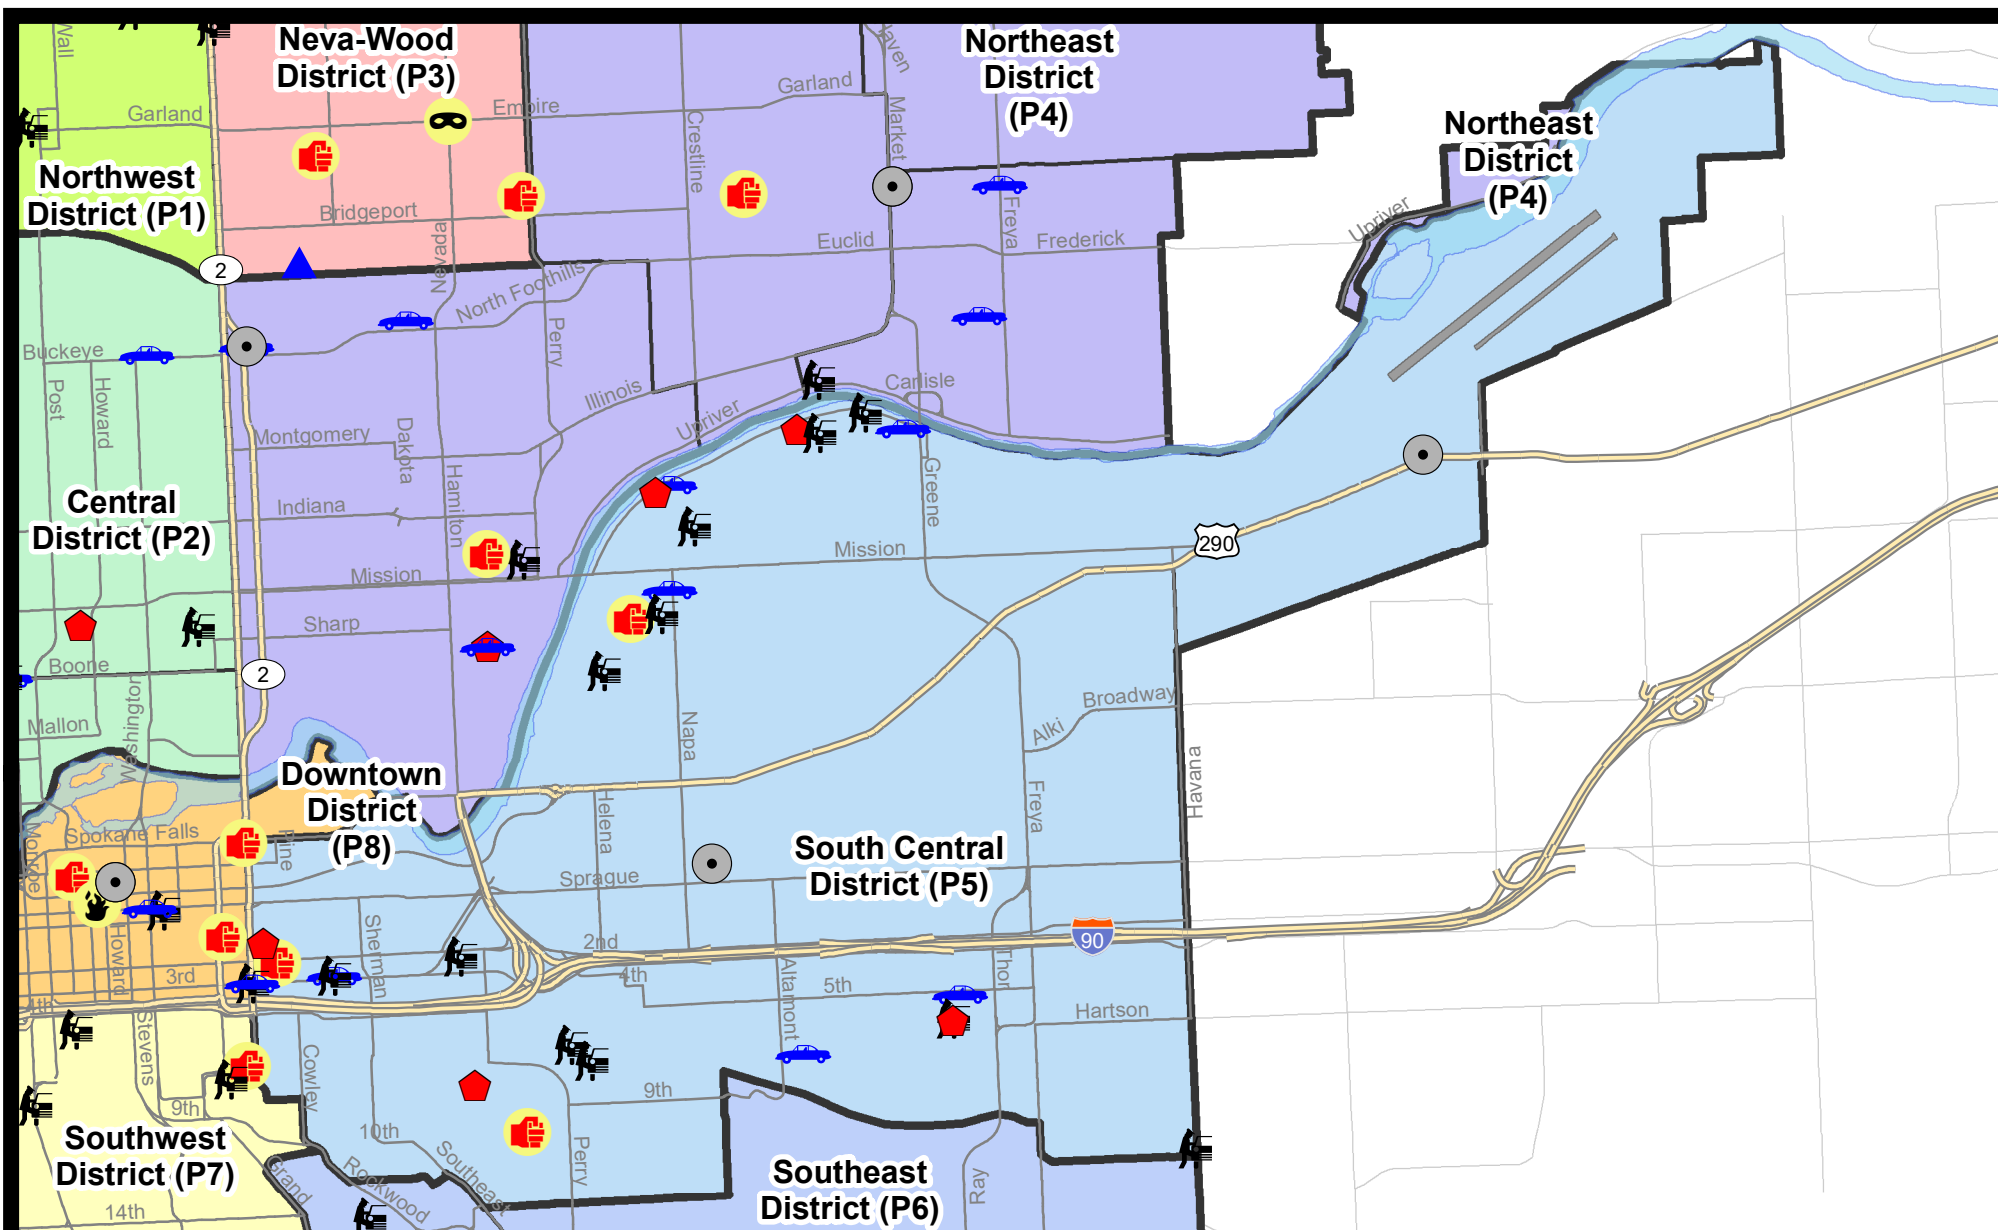 Wall
Neva-Wood
District (P3)
Haven
Northeast
District
(P4)
Garland
Empire
Garland
Market
Crestline
Northeast
District
(P4)
Northwest
District (P1)
Bridgeport
Nevada
Euclid
Freya
Frederick
Upriver
2
North Foothills
Buckeye
Post
Howard
Perry
Illinois
Carlisle
Upriver
Montgomery
Dakota
Hamilton
Greene
Central
District (P2)
Indiana
Mission
Mission
290
Sharp
Boone
2
Washington
Mallon
Napa
Broadway
Alki
Havana
Downtown
District
(P8)
Helena
Freya
Spokane Falls
Monroe
Pine
South Central
District (P5)
Sprague
Sherman
2nd
90
Howard
3rd
4th
4th
5th
Altamont
Thor
Hartson
Stevens
Cowley
9th
9th
10th
Southwest
District (P7)
Southeast
Perry
Rockwood
Grand
14th
Southeast
District (P6)
Ray